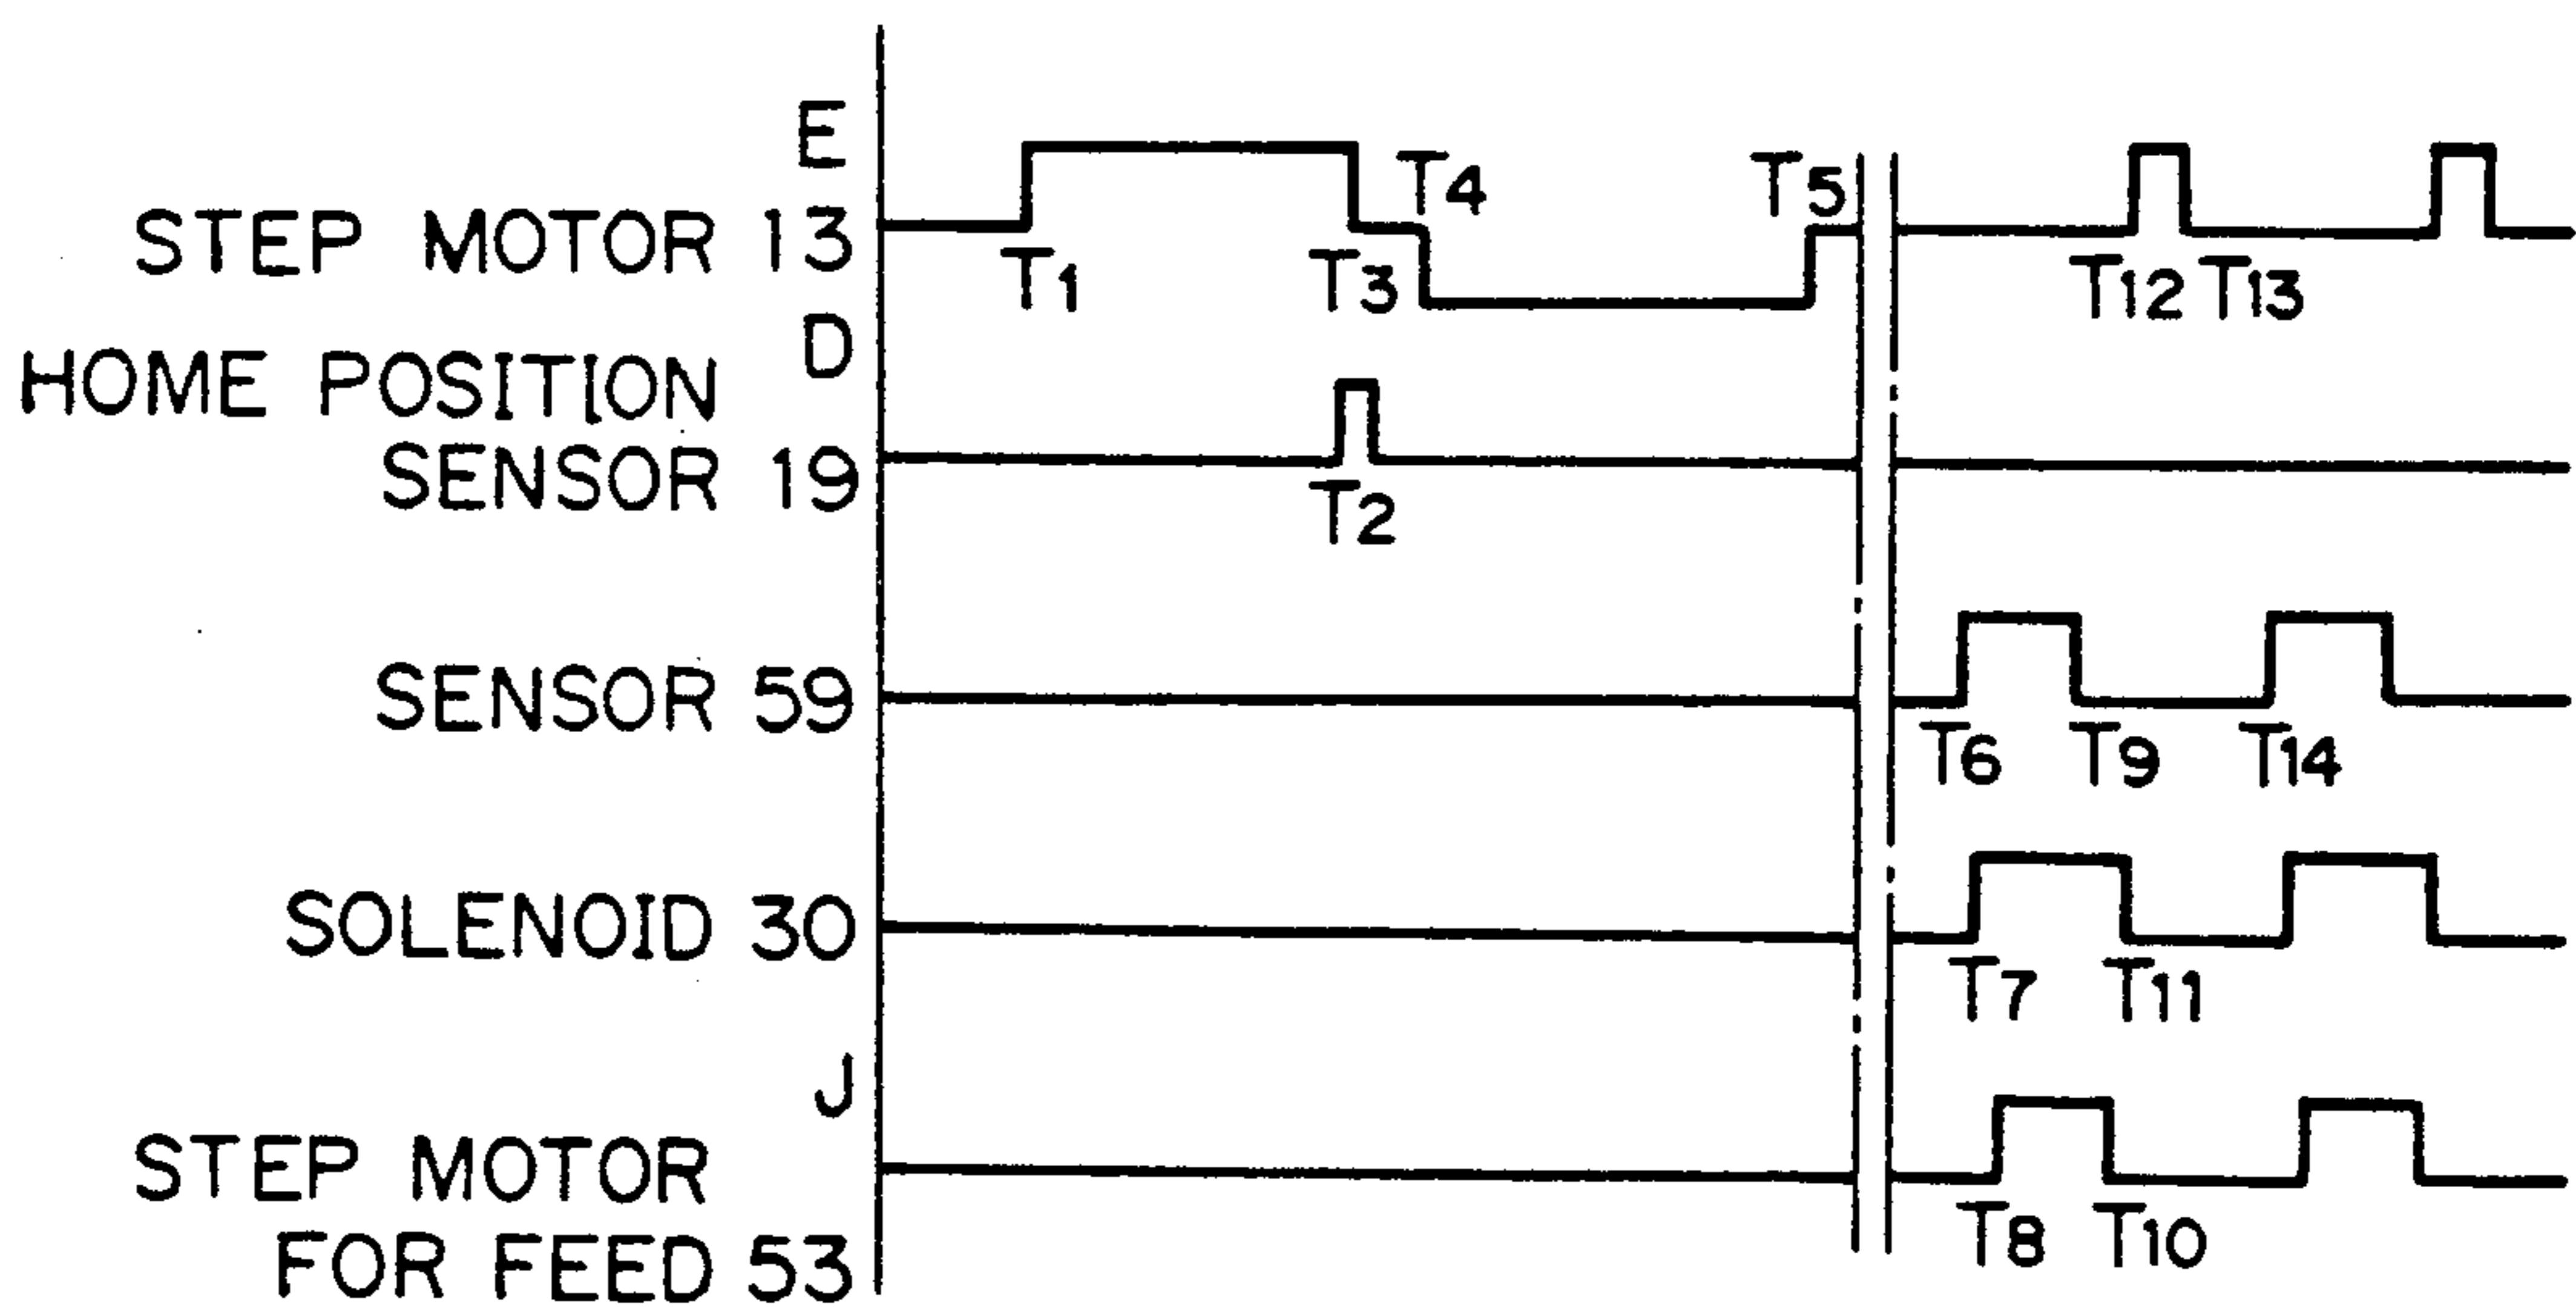 E
STEP MOTOR 13
T1
T3
T4
T5
T12 T13
D
HOME POSITION
SENSOR 19
T2
SENSOR 59
T6
T9
T14
SOLENOID 30
T7
T11
J
STEP MOTOR
FOR FEED 53
T8
T10